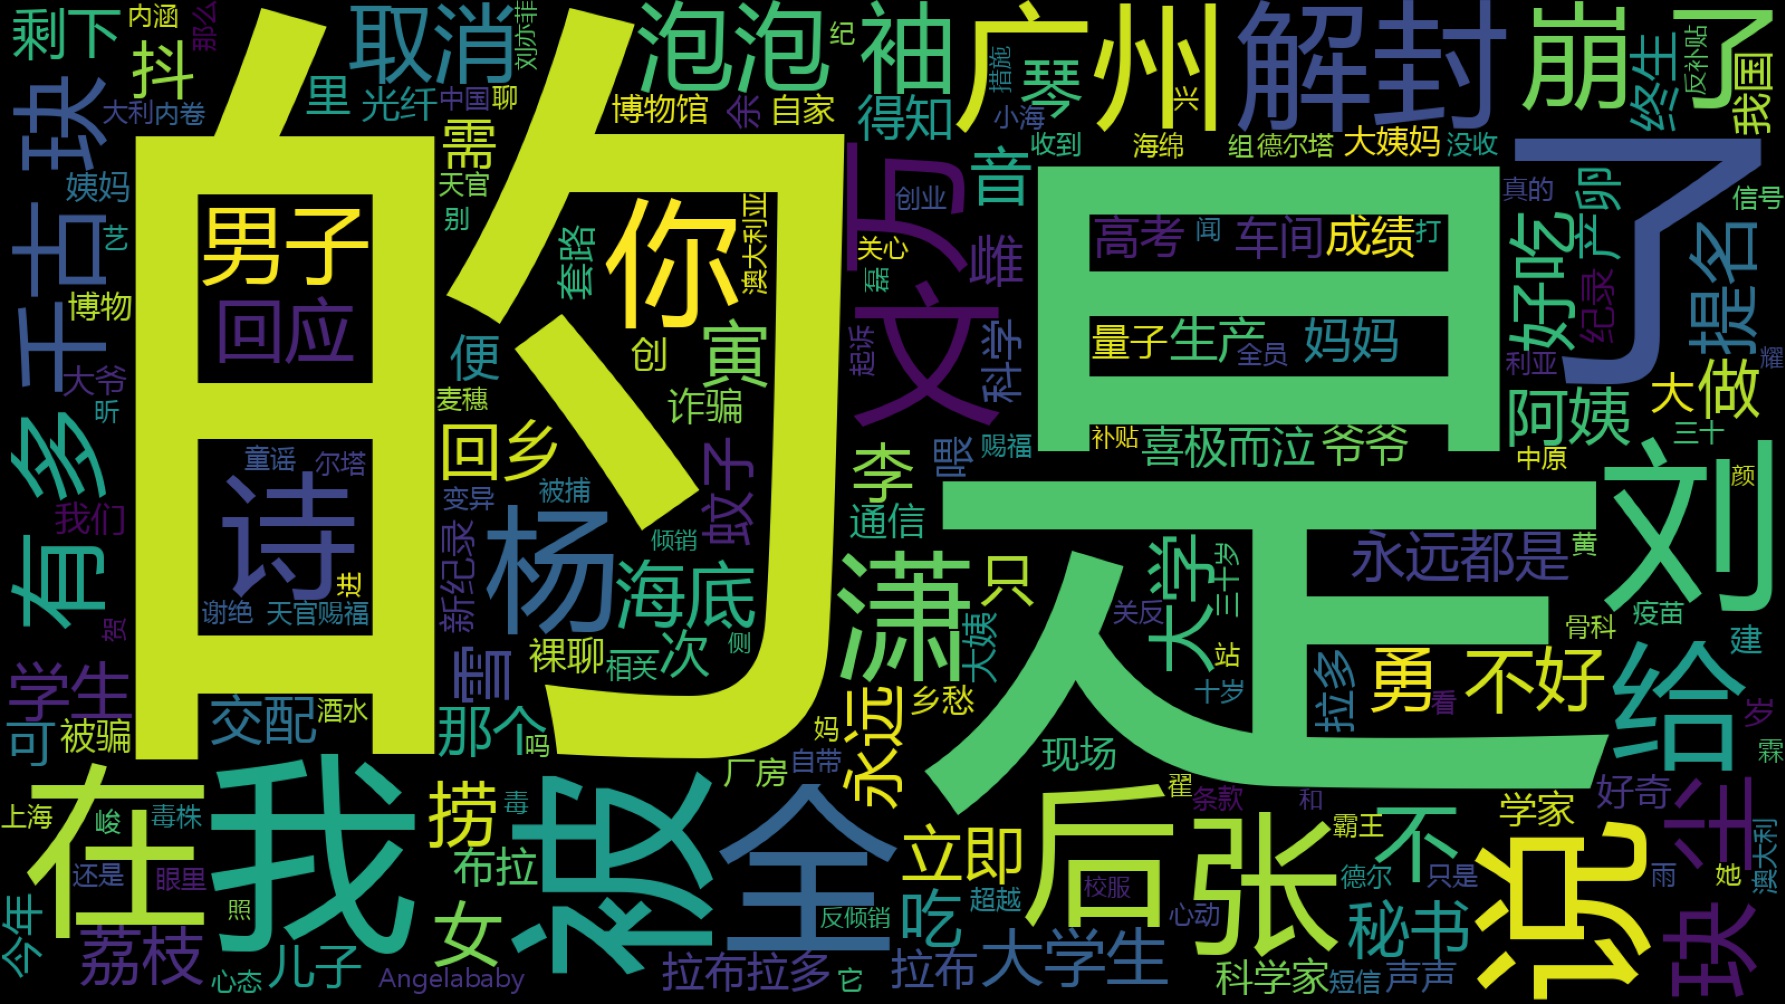 剩下
内涵
那么
抖
取消
刘亦菲
泡泡
纪
袖
广州
措施
琴
解封
崩了
终生
反补贴
我国
玖
大利
内卷
里
光纤
中国
聊
需
博物馆
余
自家
得知
小海
兴
收到
海绵
组
德尔塔
大姨妈
没收
姨妈
艺
千古
博物
大爷
昕
的
男子
回应
天官
别
套路
你
澳大利亚
便
创
寅
诈骗
麦穗
回乡
蚊子
历
文
创业
关心
磊
起诉
音
雌
科学
是
高考
闻
车间
成绩
打
量子
生产
全员
妈妈
补贴
喜极而泣
爷爷
了
真的
卵
产
好吃
纪录
利亚
信号
提名
耀
阿姨
大
做
三十
中原
刘
颜
有多
我们
贺
诗
童谣
尔塔
谢绝
天官赐福
进
变异
被捕
新纪录
杨
倾销
海底
李
通信
喂
赐福
潇
只
大姨
大学
三十岁
关反
站
十岁
永远都是
黄
骨科
疫苗
建
拉多
勇
看
不好
给
岁
霖
学生
可
被骗
交配
酒水
雪
那个
吗
裸聊
相关
一次
侧
妈
厂房
自带
永远
乡愁
现场
翟
条款
和
霸王
好奇
学家
尘
澳大利
上海
峻
毒株
在
还是
眼里
照
今年
荔枝
心态
我
儿子
捞
毒
布拉
女
Angelababy
被
全
反倾销
拉布拉多
它
立即
吃
超越
拉布
大学生
后
校服
心动
张
科学家
不
德尔
只是
秘书
短信
声声
说
雨
她
玖